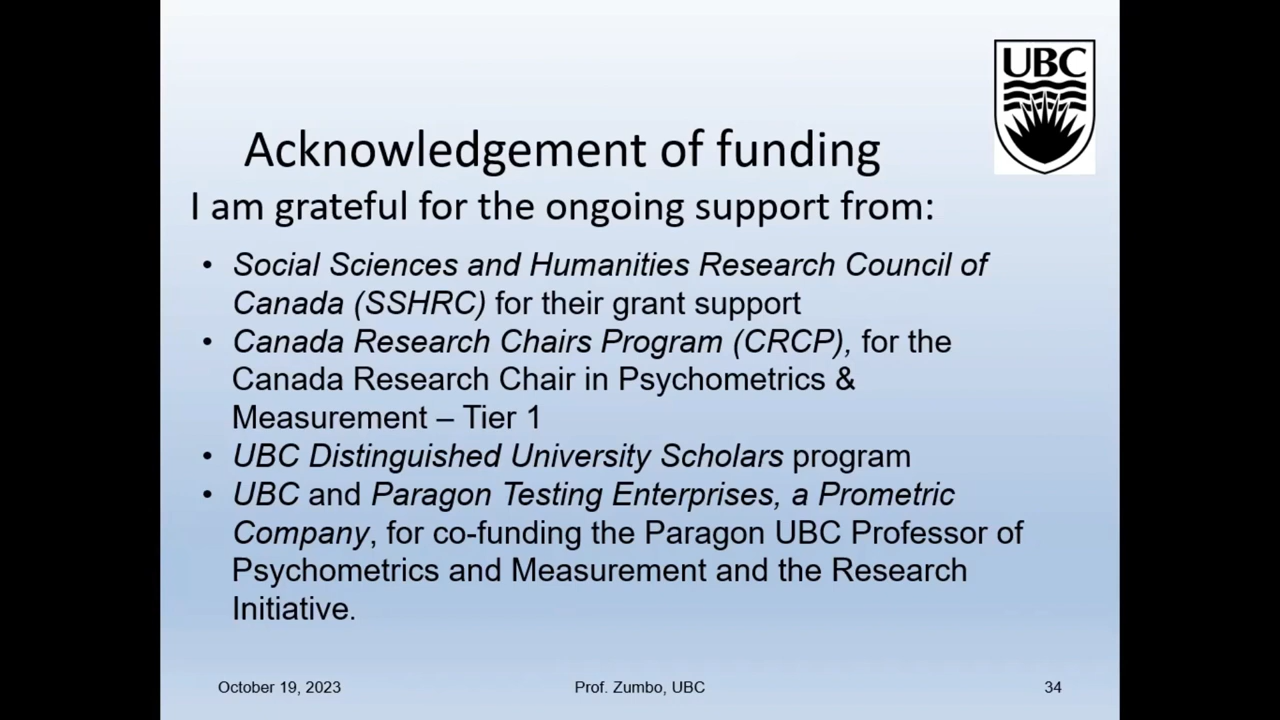 UBC
Acknowledgement of funding
I am grateful for the ongoing support from:
• Social Sciences and Humanities Research Council of
Canada (SSHRC) for their grant support
• Canada Research Chairs Program (CRCP), for the
Canada Research Chair in Psychometrics &
Measurement – Tier 1
• UBC Distinguished University Scholars program
• UBC and Paragon Testing Enterprises, a Prometric
Company, for co-funding the Paragon UBC Professor of
Psychometrics and Measurement and the Research
Initiative.
October 19, 2023
Prof. Zumbo, UBC
34